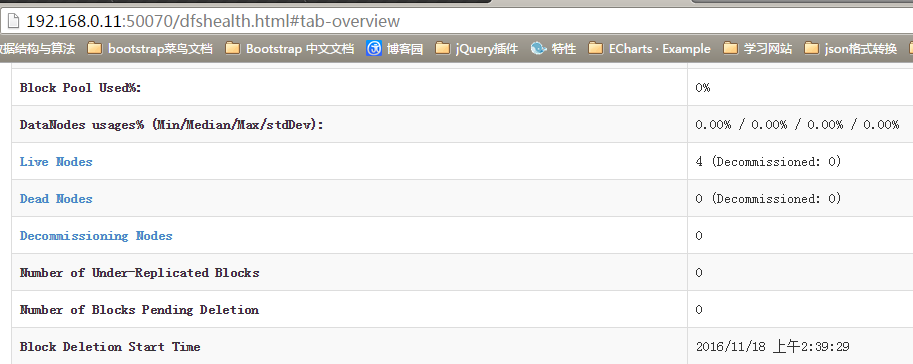 192.168.0.11:50070/dfshealth.html#tab-overview
据结构与算法 bootstrap菜鸟文档 Bootstrap 中文文档 博客园 jQuery插件 特性 ECharts · Example 学习网站 json格式转换
Block Pool Used%: 0%
DataNodes usages% (Min/Median/Max/stdDev): 0.00% / 0.00% / 0.00% / 0.00%
Live Nodes 4 (Decommissioned: 0)
Dead Nodes 0 (Decommissioned: 0)
Decommissioning Nodes 0
Number of Under-Replicated Blocks 0
Number of Blocks Pending Deletion 0
Block Deletion Start Time 2016/11/18 上午2:39:29